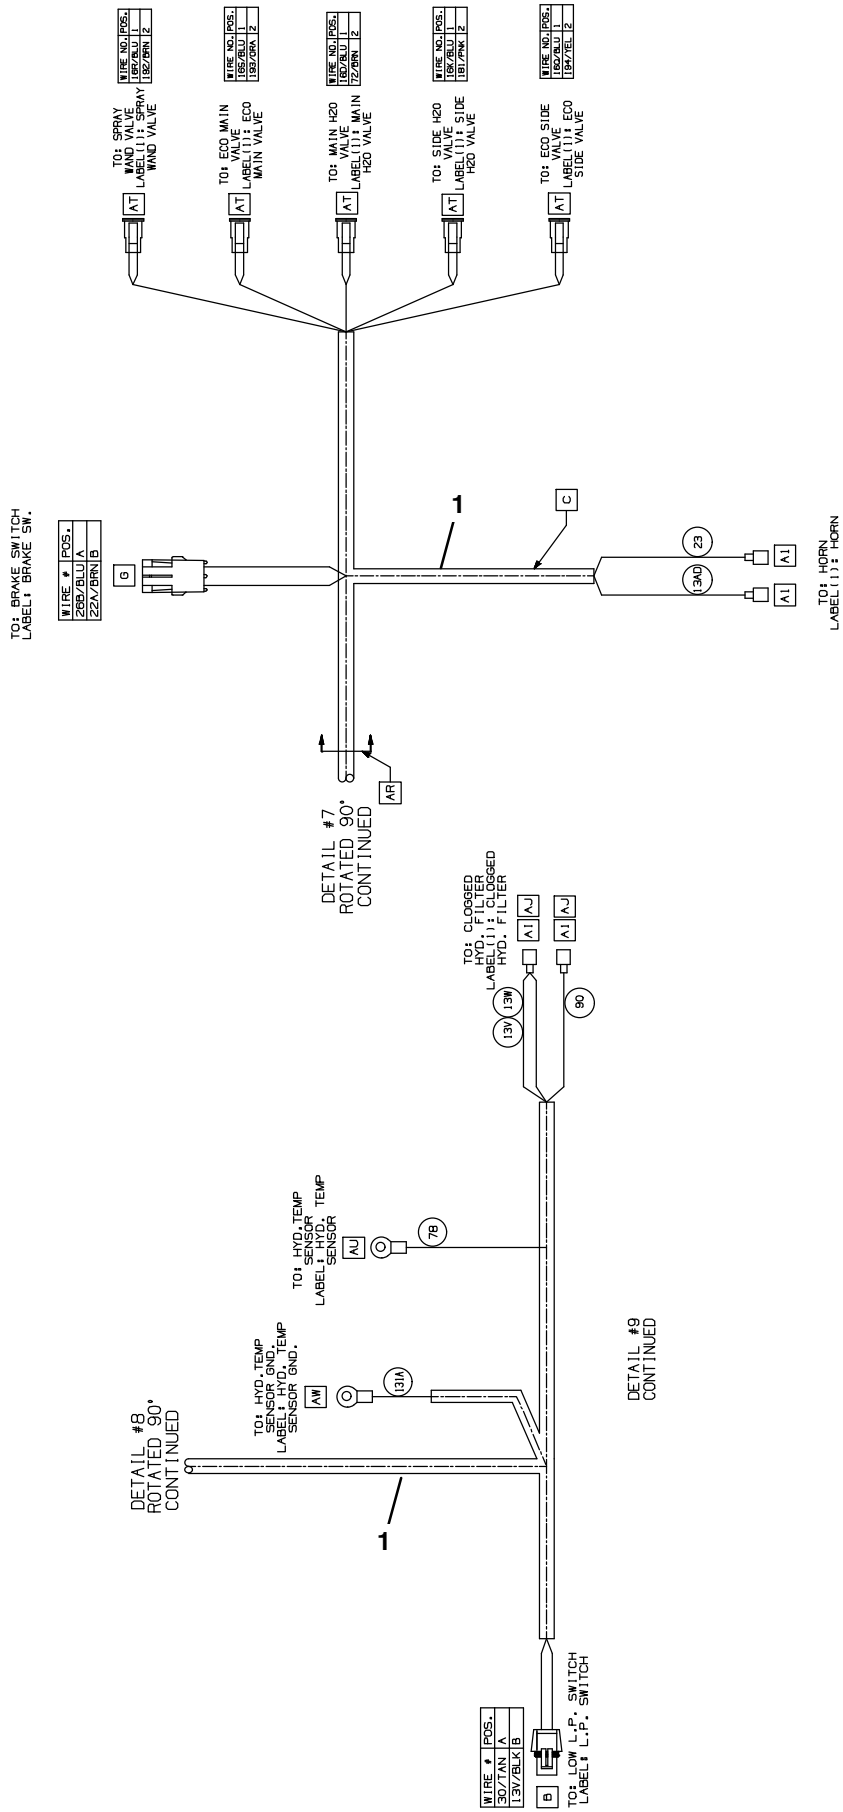 TO: SPRAY
WAND VALVE
LABEL(1): SPRAY
WAND VALVE
WIRE NO. POS.
16R/BLU 1
192/BRN 2
AT
TO: ECO MAIN
VALVE
LABEL(1): ECO
MAIN VALVE
WIRE NO. POS.
16S/BLU 1
193/ORA 2
AT
TO: MAIN H2O
VALVE
LABEL(1): MAIN
H2O VALVE
WIRE NO. POS.
16D/BLU 1
72/BRN 2
AT
TO: SIDE H2O
VALVE
LABEL(1): SIDE
H2O VALVE
WIRE NO. POS.
16K/BLU 1
181/PNK 2
AT
TO: ECO SIDE
VALVE
LABEL(1): ECO
SIDE VALVE
WIRE NO. POS.
16Q/BLU 1
194/YEL 2
AT
TO: BRAKE SWITCH
LABEL: BRAKE SW.
WIRE # POS.
26B/BLU A
22A/BRN B
G
1
C
23
13AD
A1
A1
TO: HORN
LABEL(1): HORN
AR
DETAIL #7
ROTATED 90°
CONTINUED
TO: CLOGGED
HYD. FILTER
LABEL(1): CLOGGED
HYD. FILTER
AI AJ
AI AJ
13V 13W
90
TO: HYD.TEMP
SENSOR
LABEL: HYD. TEMP
SENSOR
AU
7B
TO: HYD.TEMP
SENSOR GND.
LABEL: HYD. TEMP
SENSOR GND.
AW
131A
DETAIL #8
ROTATED 90°
CONTINUED
1
DETAIL #9
CONTINUED
WIRE # POS.
30/TAN A
13V/BLK B
B
TO: LOW L.P. SWITCH
LABEL: L.P. SWITCH